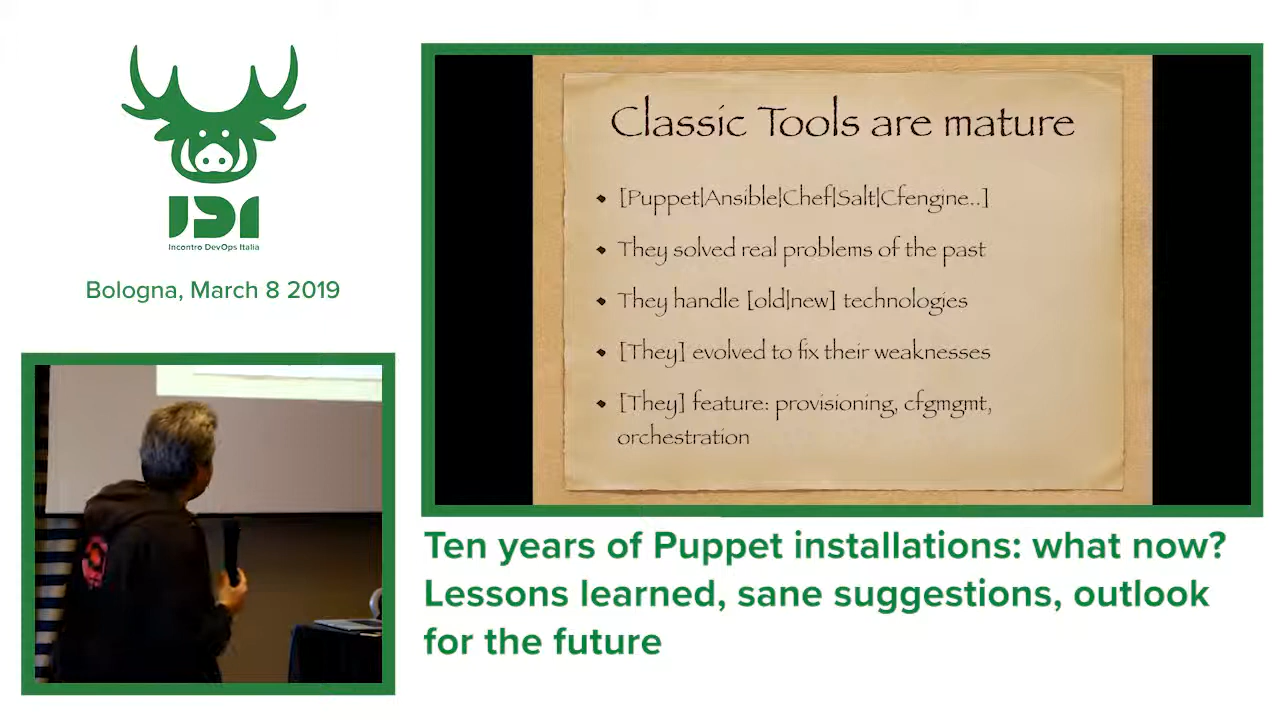 IDI
Incontro DevOps Italia
Bologna, March 8 2019
Classic Tools are mature
[Puppet|Ansible|Chef|Salt|Cfengine..]
They solved real problems of the past
They handle [old|new] technologies
[They] evolved to fix their weaknesses
[They] feature: provisioning, cfgmgmt,
orchestration
Ten years of Puppet installations: what now?
Lessons learned, sane suggestions, outlook
for the future